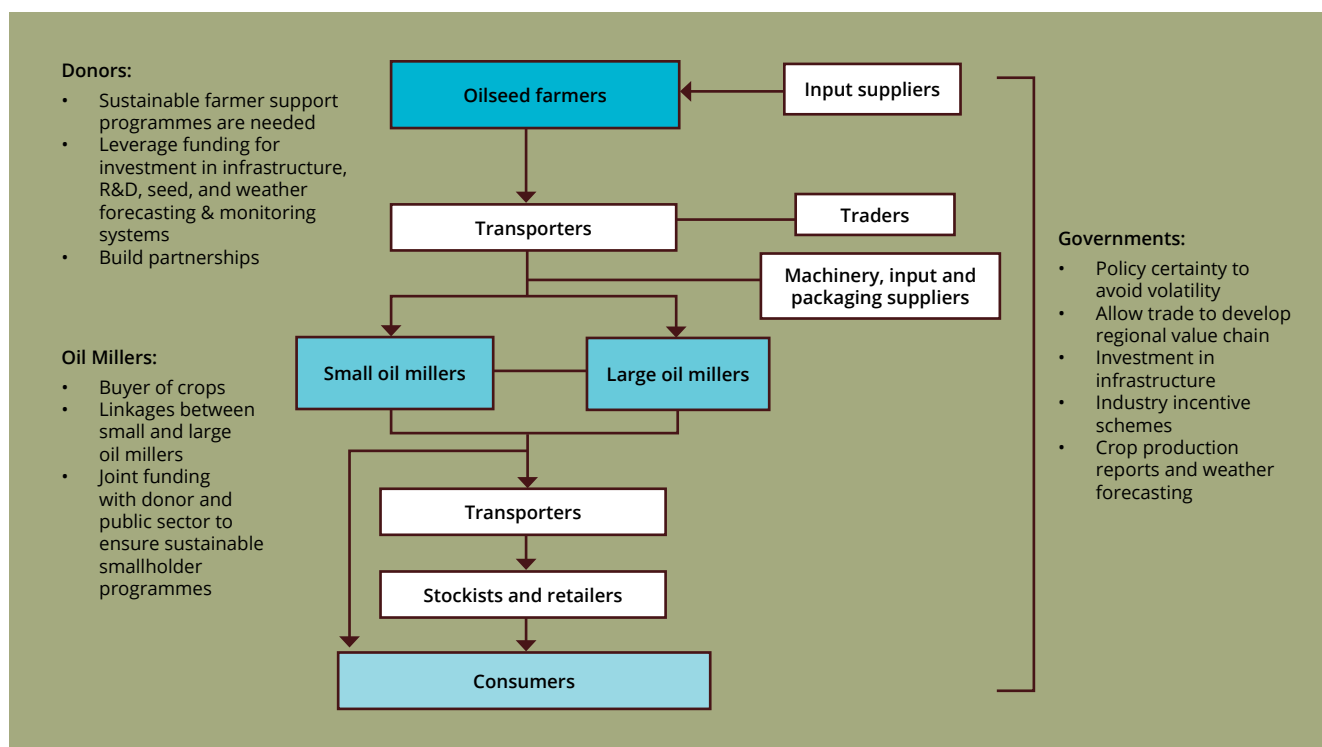 Donors:
• Sustainable farmer support
programmes are needed
• Leverage funding for
investment in infrastructure,
R&D, seed, and weather
forecasting & monitoring
systems
• Build partnerships
Oil Millers:
• Buyer of crops
• Linkages between
small and large
oil millers
• Joint funding
with donor and
public sector to
ensure sustainable
smallholder
programmes
Oilseed farmers
Input suppliers
Transporters
Traders
Machinery, input and
packaging suppliers
Small oil millers
Large oil millers
Transporters
Stockists and retailers
Consumers
Governments:
• Policy certainty to
avoid volatility
• Allow trade to develop
regional value chain
• Investment in
infrastructure
• Industry incentive
schemes
• Crop production
reports and weather
forecasting